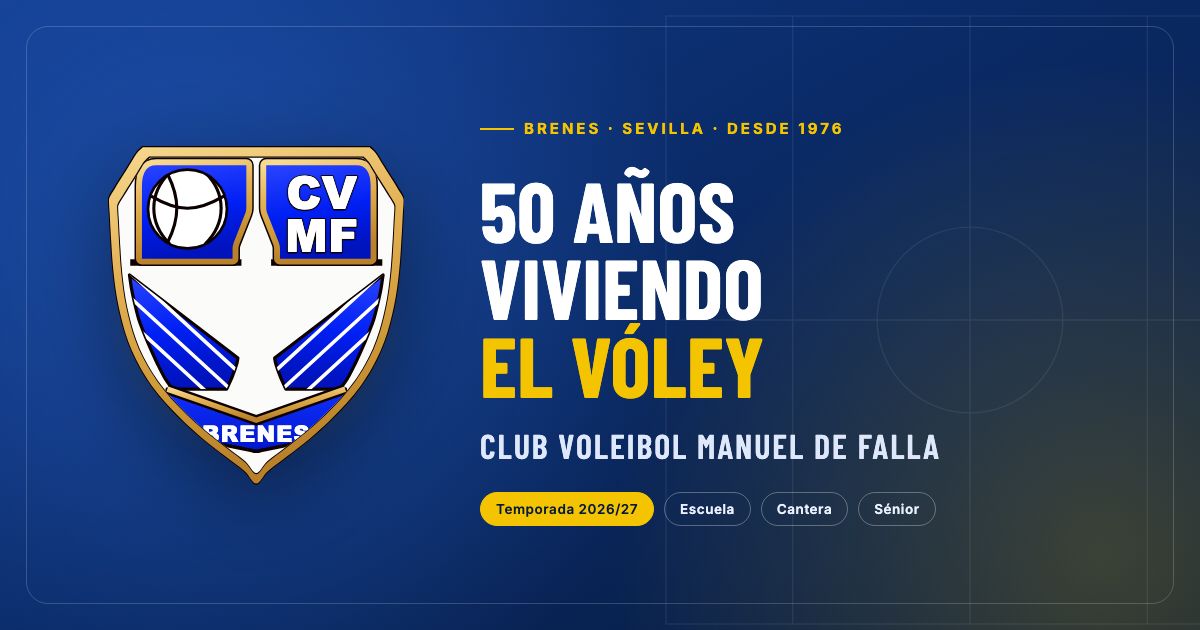 CV
MF
BRENES
BRENES · SEVILLA · DESDE 1976
50 AÑOS
VIVIENDO
EL VÓLEY
CLUB VOLEIBOL MANUEL DE FALLA
Temporada 2026/27 Escuela Cantera Sénior